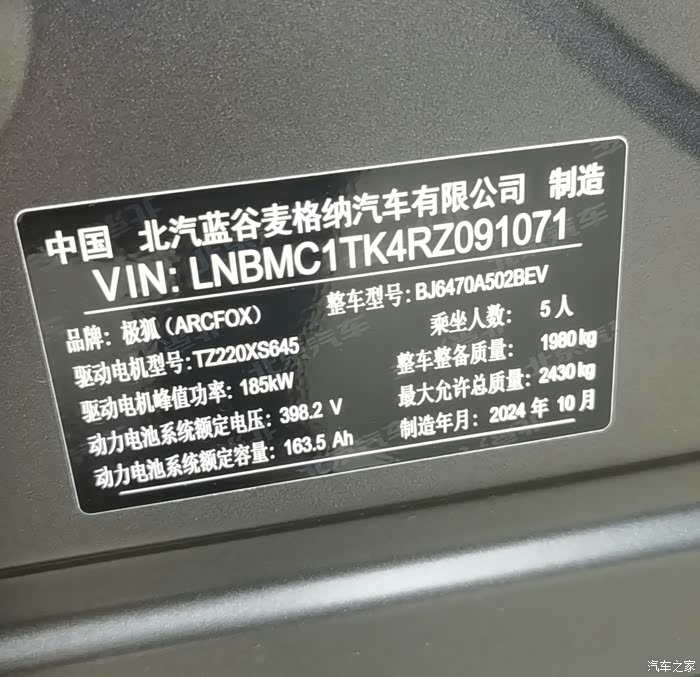 中国 北汽蓝谷麦格纳汽车有限公司 制造
VIN: LNBMC1TK4RZ091071
品牌：极狐（ARCFOX） 整车型号：BJ6470A502BEV
驱动电机型号：TZ220XS645 乘坐人数： 5 人
驱动电机峰值功率：185kW 整车整备质量： 1980 kg
动力电池系统额定电压：398.2 V 最大允许总质量：2430 kg
动力电池系统额定容量：163.5 Ah 制造年月：2024 年 10 月
汽车之家